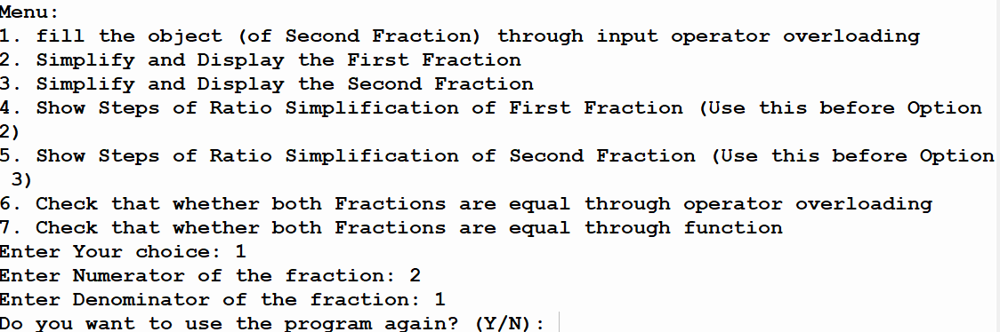 Menu:
1. fill the object (of Second Fraction) through input operator overloading
2. Simplify and Display the First Fraction
3. Simplify and Display the Second Fraction
4. Show Steps of Ratio Simplification of First Fraction (Use this before Option
2)
5. Show Steps of Ratio Simplification of Second Fraction (Use this before Option
3)
6. Check that whether both Fractions are equal through operator overloading
7. Check that whether both Fractions are equal through function
Enter Your choice: 1
Enter Numerator of the fraction: 2
Enter Denominator of the fraction: 1
Do you want to use the program again? (Y/N):